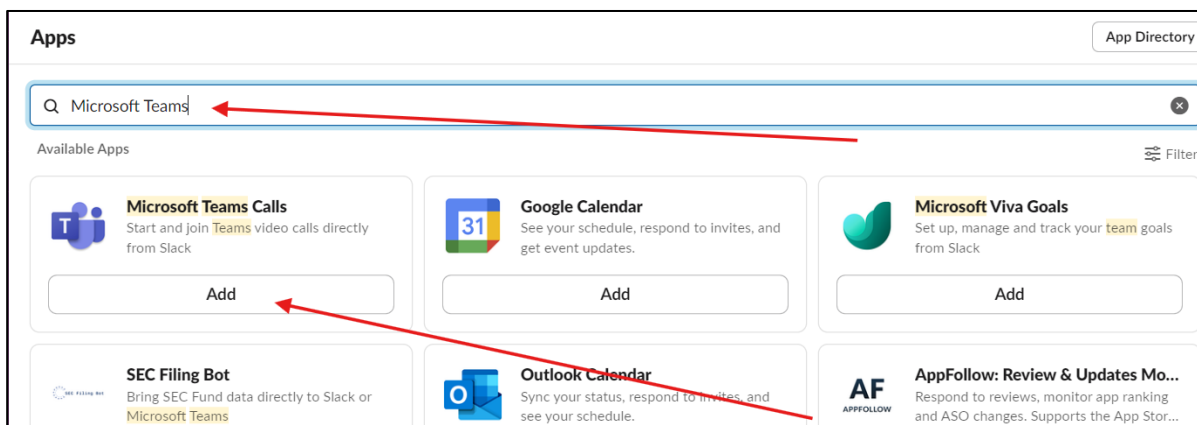 Apps
App Directory
Microsoft Teams
Available Apps
Filter
Microsoft Teams Calls
Start and join Teams video calls directly
from Slack
Add
31
Google Calendar
See your schedule, respond to invites, and
get event updates.
Add
Microsoft Viva Goals
Set up, manage and track your team goals
from Slack
Add
SEC Filing Bot
SEC Filing Bot
Bring SEC Fund data directly to Slack or
Microsoft Teams
Outlook Calendar
Sync your status, respond to invites, and
see your schedule.
AF
APPFOLLOW
AppFollow: Review & Updates Mo...
Respond to reviews, monitor app ranking
and ASO changes. Supports the App Stor...